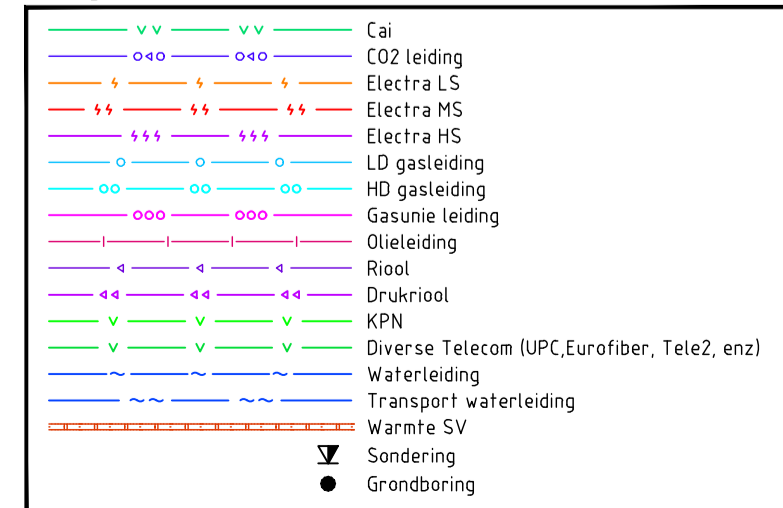 Cai
CO2 leiding
Electra LS
Electra MS
Electra HS
LD gasleiding
HD gasleiding
Gasunie leiding
Olieleiding
Riool
Drukriool
KPN
Diverse Telecom (UPC,Eurofiber, Tele2, enz)
Waterleiding
Transport waterleiding
Warmte SV
Sondering
Grondboring